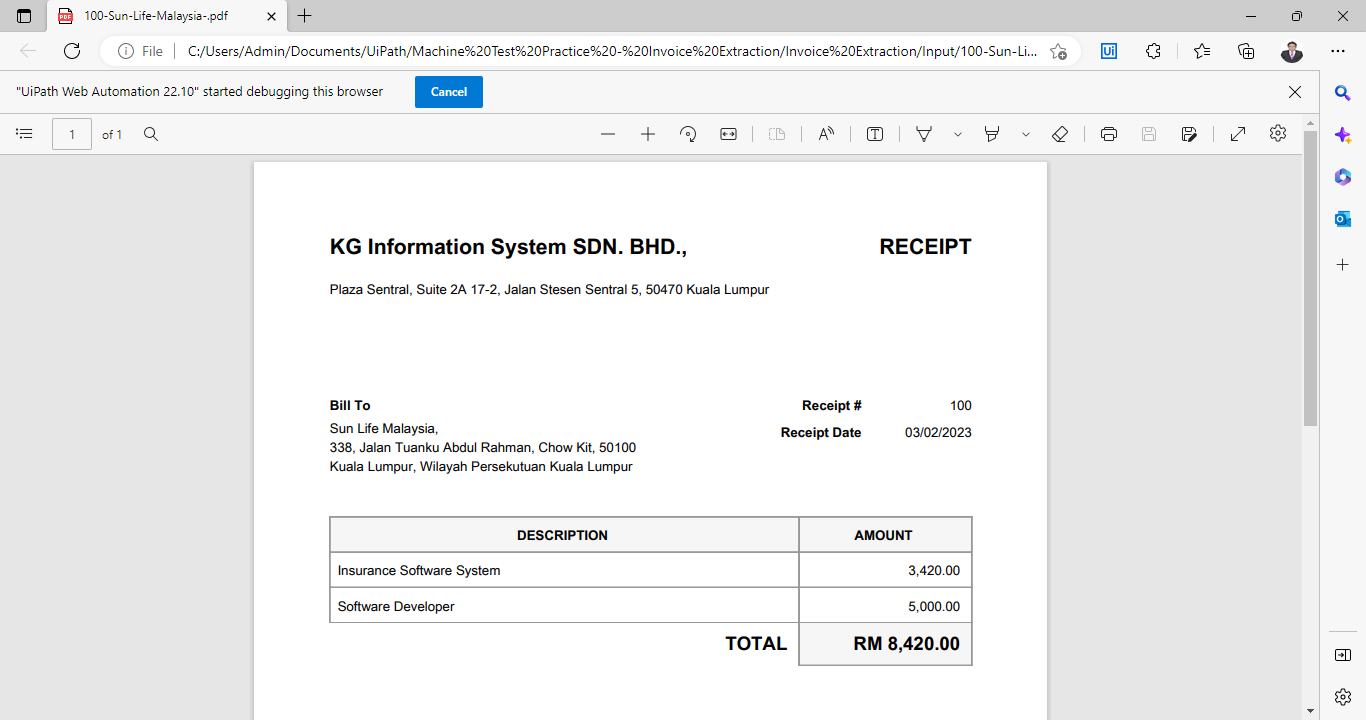 100-Sun-Life-Malaysia-.pdf
File
C:/Users/Admin/Documents/UiPath/Machine%20Test%20Practice%20-%20Invoice%20Extraction/Invoice%20Extraction/Input/100-Sun-Li...
Ui
"UiPath Web Automation 22.10" started debugging this browser
Cancel
1 of 1
KG Information System SDN. BHD.,
RECEIPT
Plaza Sentral, Suite 2A 17-2, Jalan Stesen Sentral 5, 50470 Kuala Lumpur
Bill To
Receipt # 100
Sun Life Malaysia,
Receipt Date 03/02/2023
338, Jalan Tuanku Abdul Rahman, Chow Kit, 50100
Kuala Lumpur, Wilayah Persekutuan Kuala Lumpur
DESCRIPTION AMOUNT
Insurance Software System 3,420.00
Software Developer 5,000.00
TOTAL RM 8,420.00